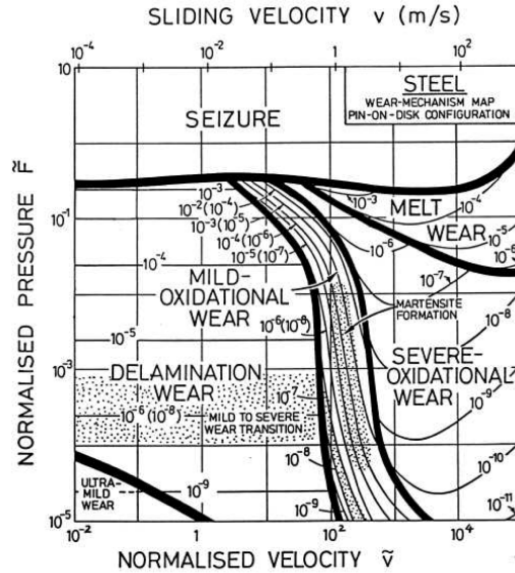 SLIDING VELOCITY v (m/s)
10⁻⁴ 10⁻² 1 10²
10
STEEL
WEAR-MECHANISM MAP
PIN-ON-DISK CONFIGURATION
SEIZURE
NORMALISED PRESSURE F̃
10⁻³ 10⁻³ 10⁻⁴
10⁻²(10⁻⁴) MELT
10⁻¹ 10⁻³(10⁻⁵) 10⁻⁵
10⁻⁴(10⁻⁶) 10⁻⁶ WEAR 10⁻⁶
10⁻⁵(10⁻⁷)
10⁻⁴ 10⁻⁷
MILD-
OXIDATIONAL
WEAR
MARTENSITE
FORMATION
10⁻⁸
10⁻⁶(10⁻⁸)
10⁻⁵
SEVERE-
OXIDATIONAL
WEAR
10⁻³
DELAMINATION
WEAR
10⁻⁷ 10⁻⁹
10⁻⁶(10⁻⁸) MILD TO SEVERE
WEAR TRANSITION
10⁻⁸ 10⁻¹⁰
ULTRA-
MILD
WEAR
10⁻⁹ 10⁻⁹ 10⁻¹¹
10⁻⁵
10⁻² 1 10² 10⁴
NORMALISED VELOCITY ṽ